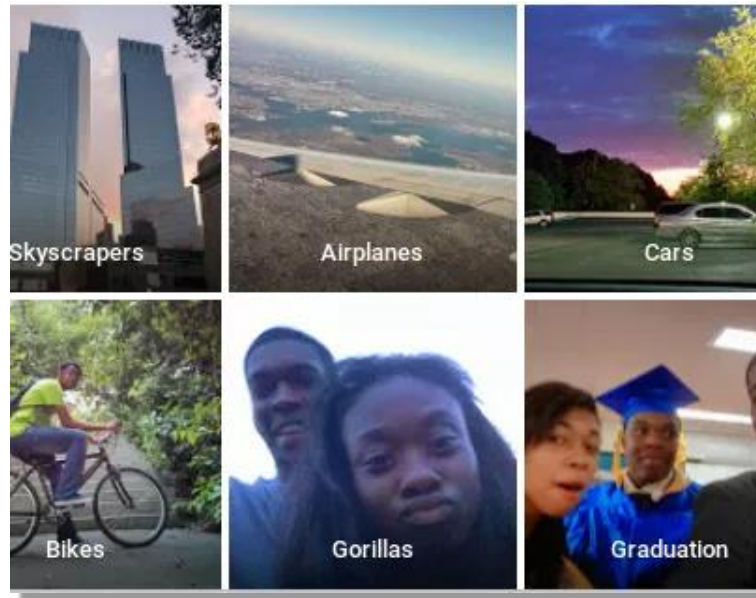 Skyscrapers
Airplanes
Cars
Bikes
Gorillas
Graduation